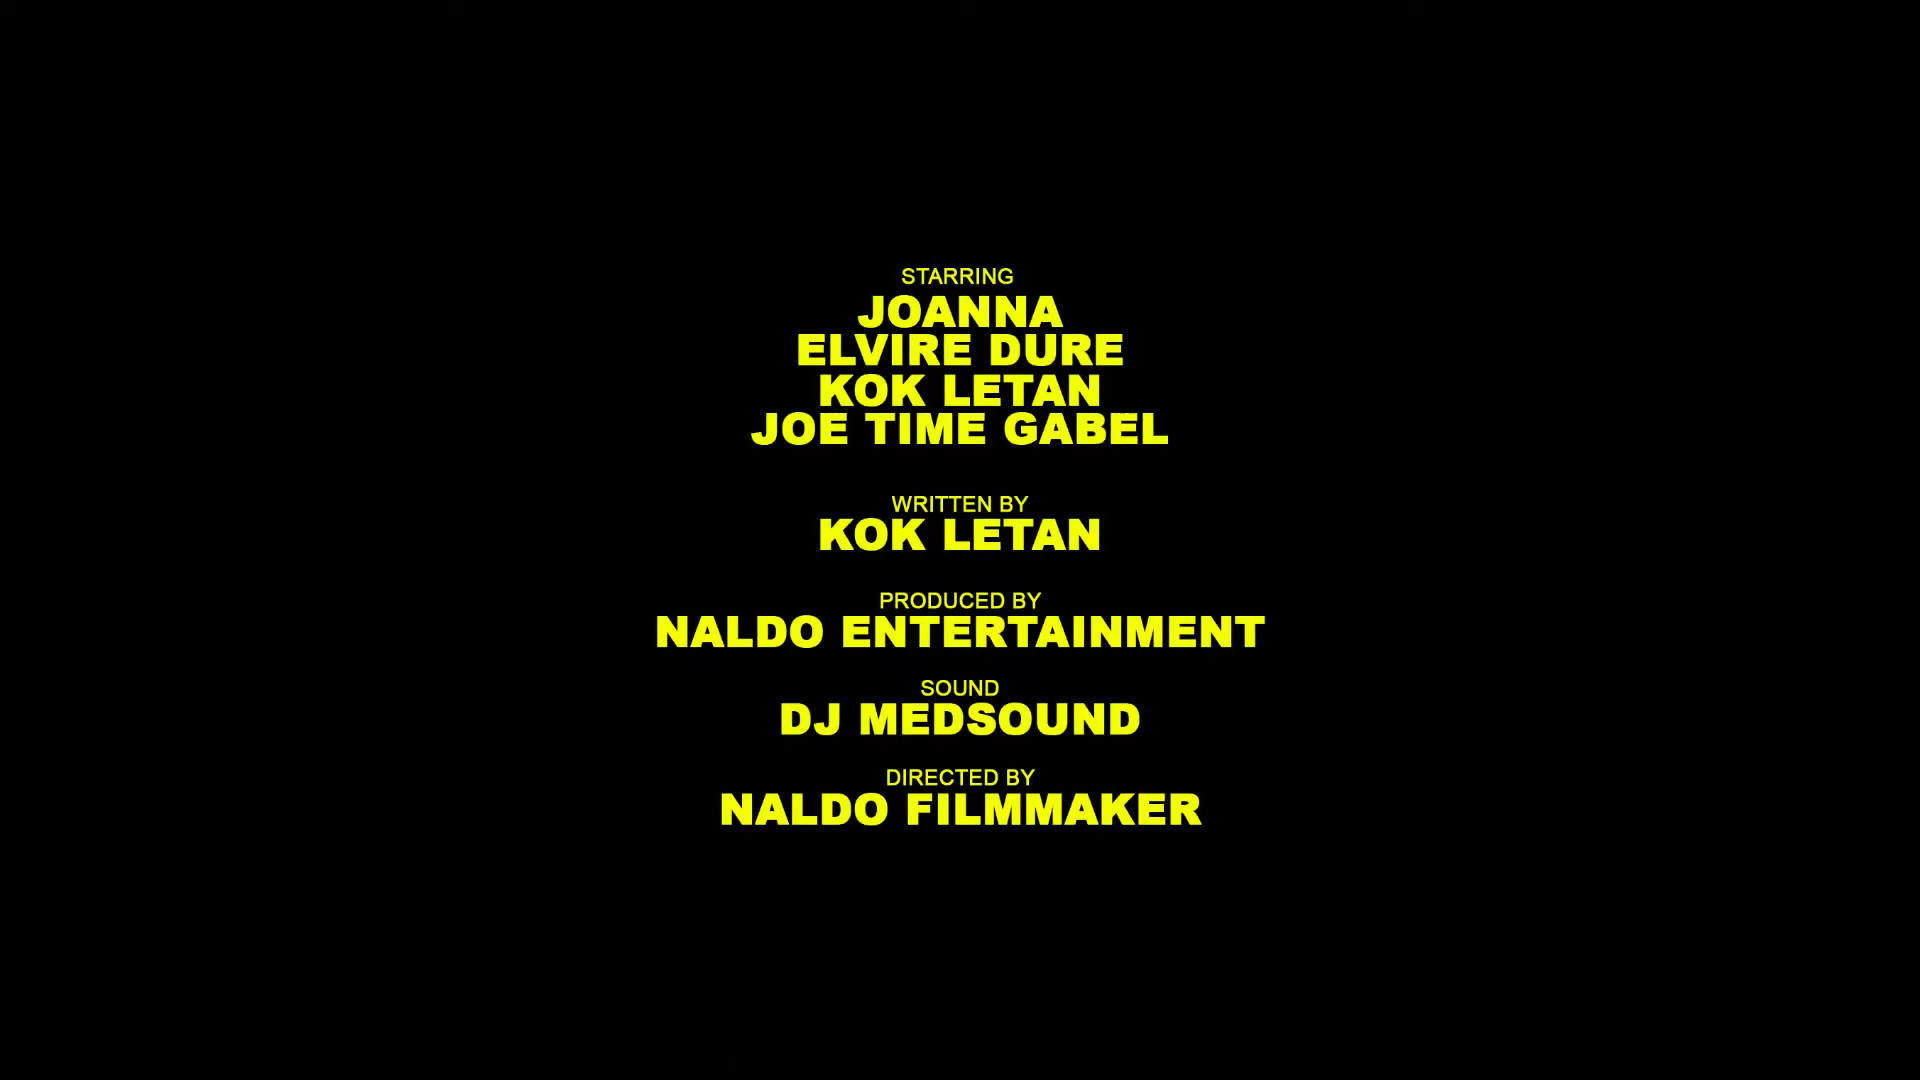 STARRING
JOANNA
ELVIRE DURE
KOK LETAN
JOE TIME GABEL
WRITTEN BY
KOK LETAN
PRODUCED BY
NALDO ENTERTAINMENT
SOUND
DJ MEDSOUND
DIRECTED BY
NALDO FILMMAKER